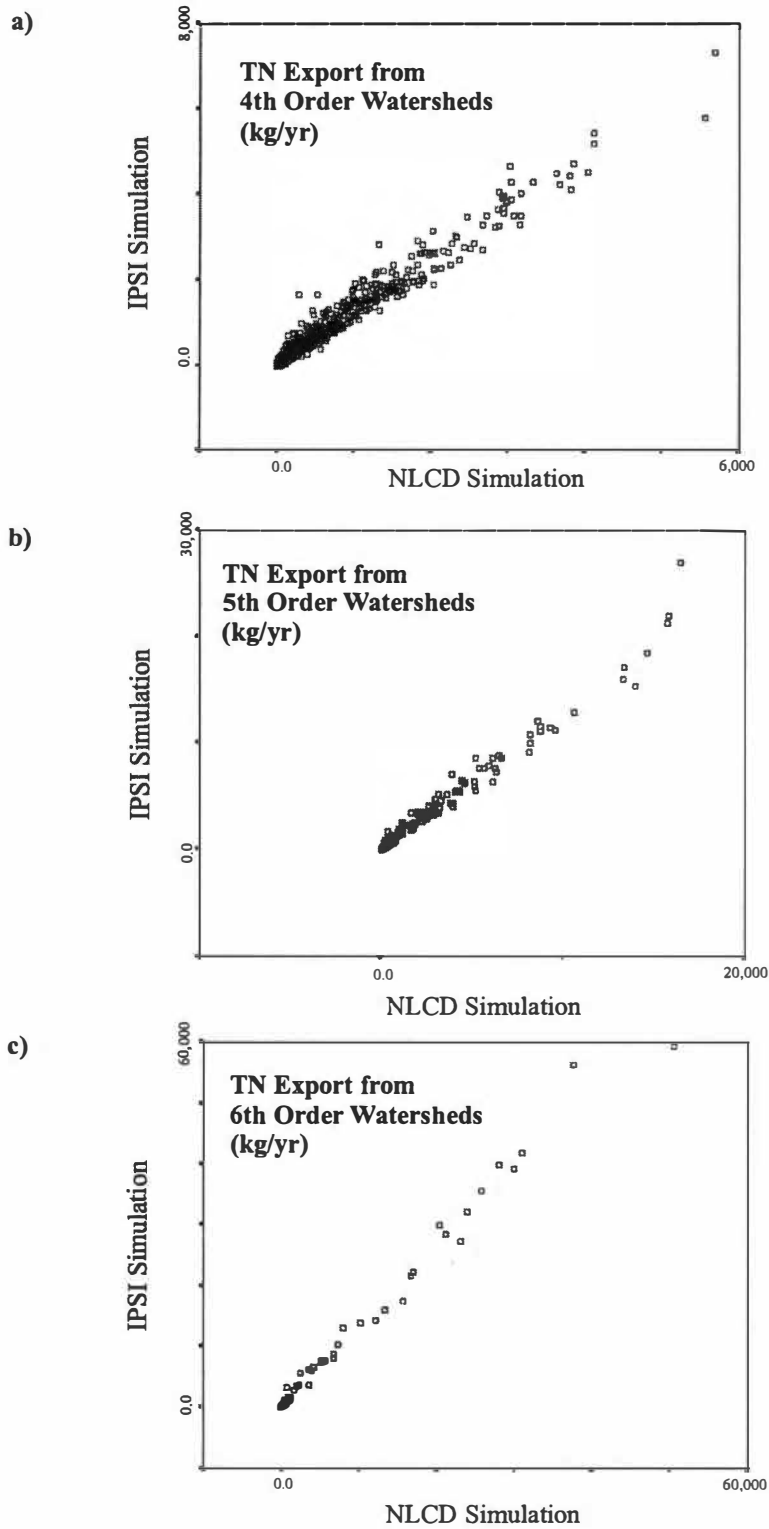 a)
8,000
TN Export from
4th Order Watersheds
(kg/yr)
IPSI Simulation
0.0
0.0
6,000
NLCD Simulation
b)
30,000
TN Export from
5th Order Watersheds
(kg/yr)
IPSI Simulation
0.0
0.0
20,000
NLCD Simulation
c)
60,000
TN Export from
6th Order Watersheds
(kg/yr)
IPSI Simulation
0.0
0.0
60,000
NLCD Simulation